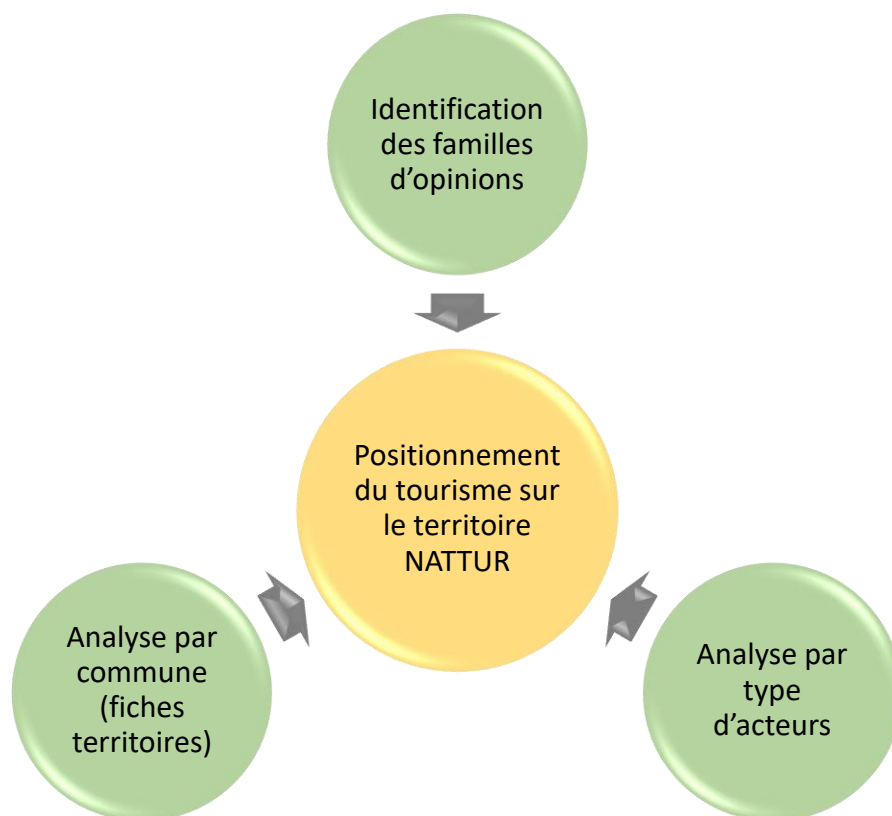 Identification
des familles
d’opinions
Positionnement
du tourisme sur
le territoire
NATTUR
Analyse par
commune
(fiches
territoires)
Analyse par
type
d’acteurs